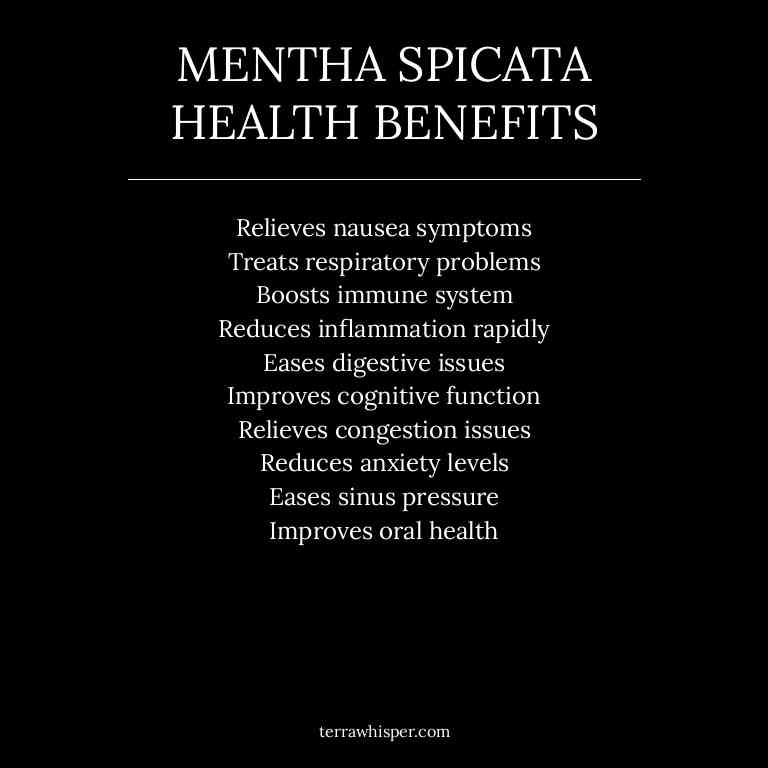 MENTHA SPICATA
HEALTH BENEFITS
Relieves nausea symptoms
Treats respiratory problems
Boosts immune system
Reduces inflammation rapidly
Eases digestive issues
Improves cognitive function
Relieves congestion issues
Reduces anxiety levels
Eases sinus pressure
Improves oral health
terrawhisper.com